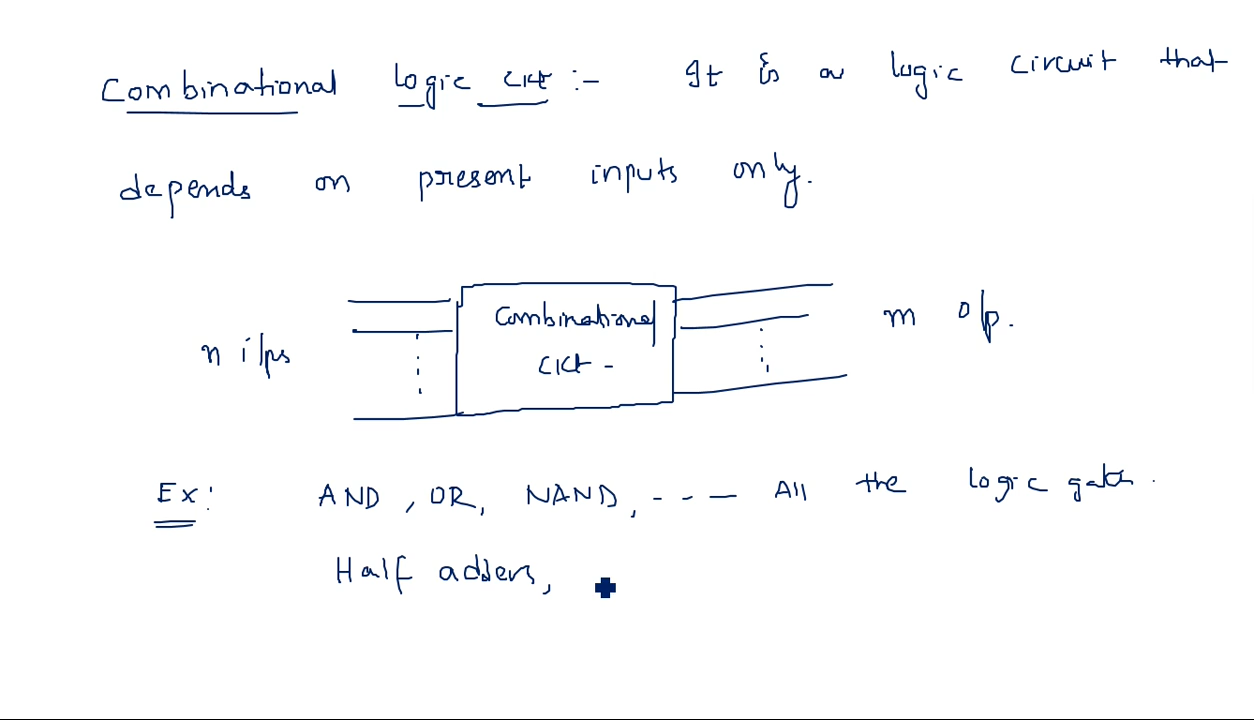 Combinational logic ckt :- It is a logic circuit that
depends on present inputs only.
n i/ps
Combinational
ckt -
m o/p.
Ex: AND, OR, NAND, --- All the logic gates.
Half adders,